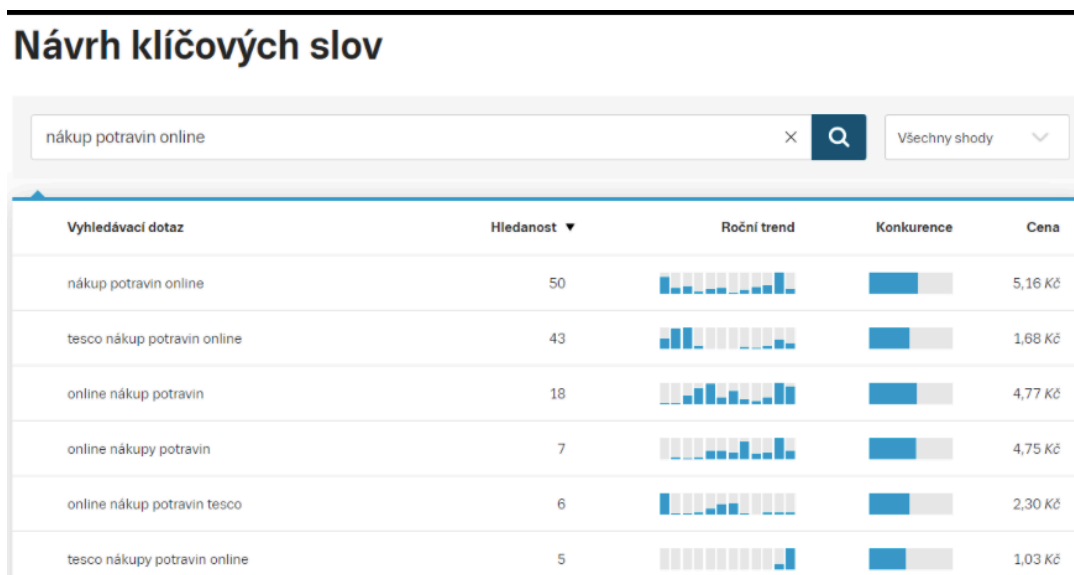 Návrh klíčových slov
nákup potravin online × Všechny shody
Vyhledávací dotaz Hledanost ▼ Roční trend Konkurence Cena
nákup potravin online 50 5,16 Kč
tesco nákup potravin online 43 1,68 Kč
online nákup potravin 18 4,77 Kč
online nákupy potravin 7 4,75 Kč
online nákup potravin tesco 6 2,30 Kč
tesco nákupy potravin online 5 1,03 Kč